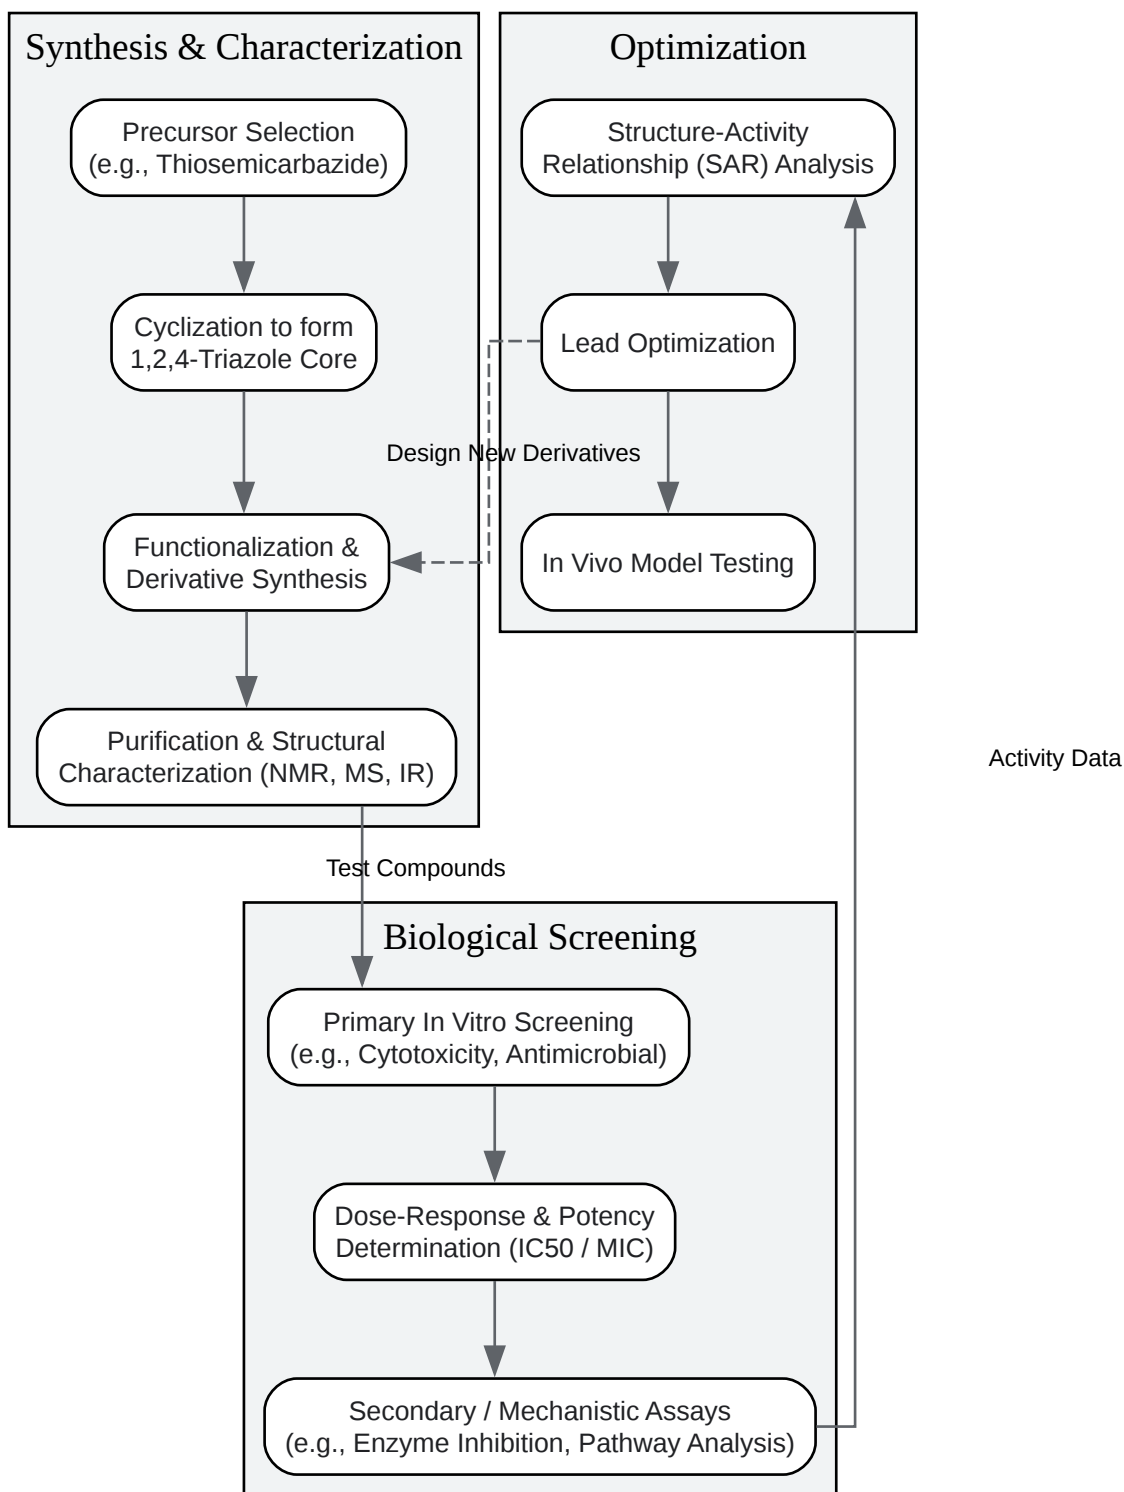 Synthesis & Characterization
Precursor Selection
(e.g., Thiosemicarbazide)
Cyclization to form
1,2,4-Triazole Core
Functionalization &
Derivative Synthesis
Purification & Structural
Characterization (NMR, MS, IR)
Optimization
Structure-Activity
Relationship (SAR) Analysis
Lead Optimization
Design New Derivatives
In Vivo Model Testing
Activity Data
Test Compounds
Biological Screening
Primary In Vitro Screening
(e.g., Cytotoxicity, Antimicrobial)
Dose-Response & Potency
Determination (IC50 / MIC)
Secondary / Mechanistic Assays
(e.g., Enzyme Inhibition, Pathway Analysis)